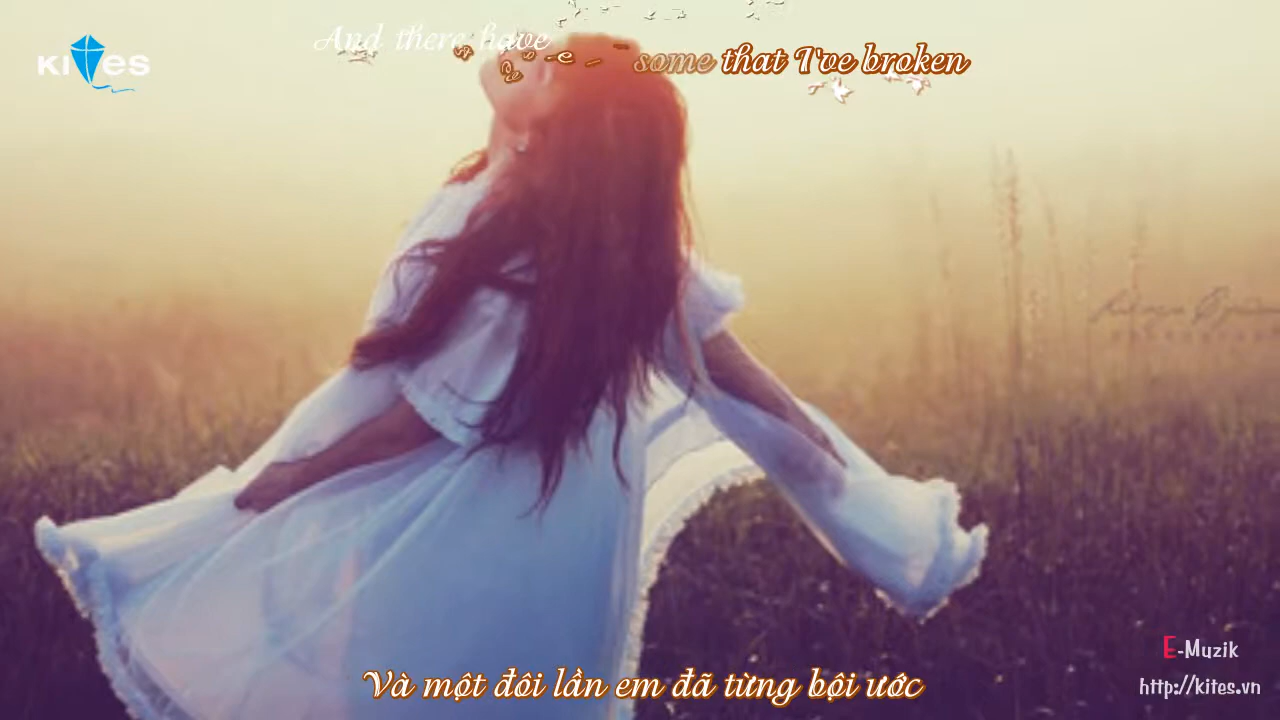 KITES
And there have some that I've broken
Và một đôi lần em đã từng bội ước
E-Muzik
http://kites.vn